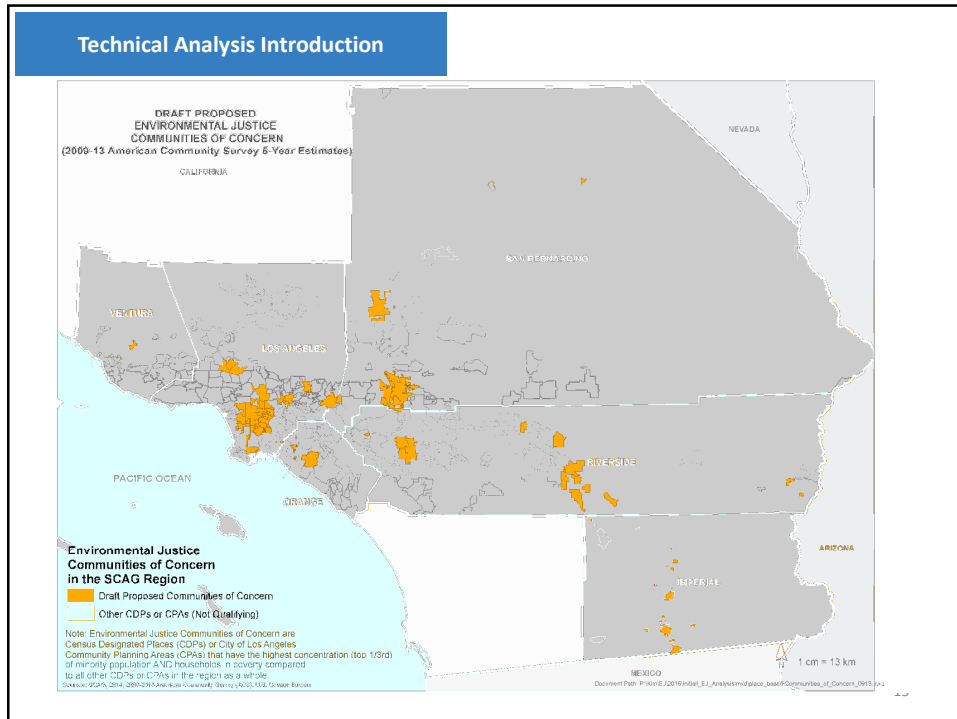 Technical Analysis Introduction
DRAFT PROPOSED
ENVIRONMENTAL JUSTICE
COMMUNITIES OF CONCERN
(2009-13 American Community Survey 5-Year Estimates)
CALIFORNIA
NEVADA
SAN BERNARDINO
VENTURA
LOS ANGELES
RIVERSIDE
PACIFIC OCEAN
ORANGE
ARIZONA
IMPERIAL
Environmental Justice
Communities of Concern
in the SCAG Region
Draft Proposed Communities of Concern
Other CDPs or CPAs (Not Qualifying)
Note: Environmental Justice Communities of Concern are
Census Designated Places (CDPs) or City of Los Angeles
Community Planning Areas (CPAs) that have the highest concentration (top 1/3rd)
of minority population AND households in poverty compared
to all other CDPs or CPAs in the region as a whole.
N
1 cm = 13 km
MEXICO
Document Path: